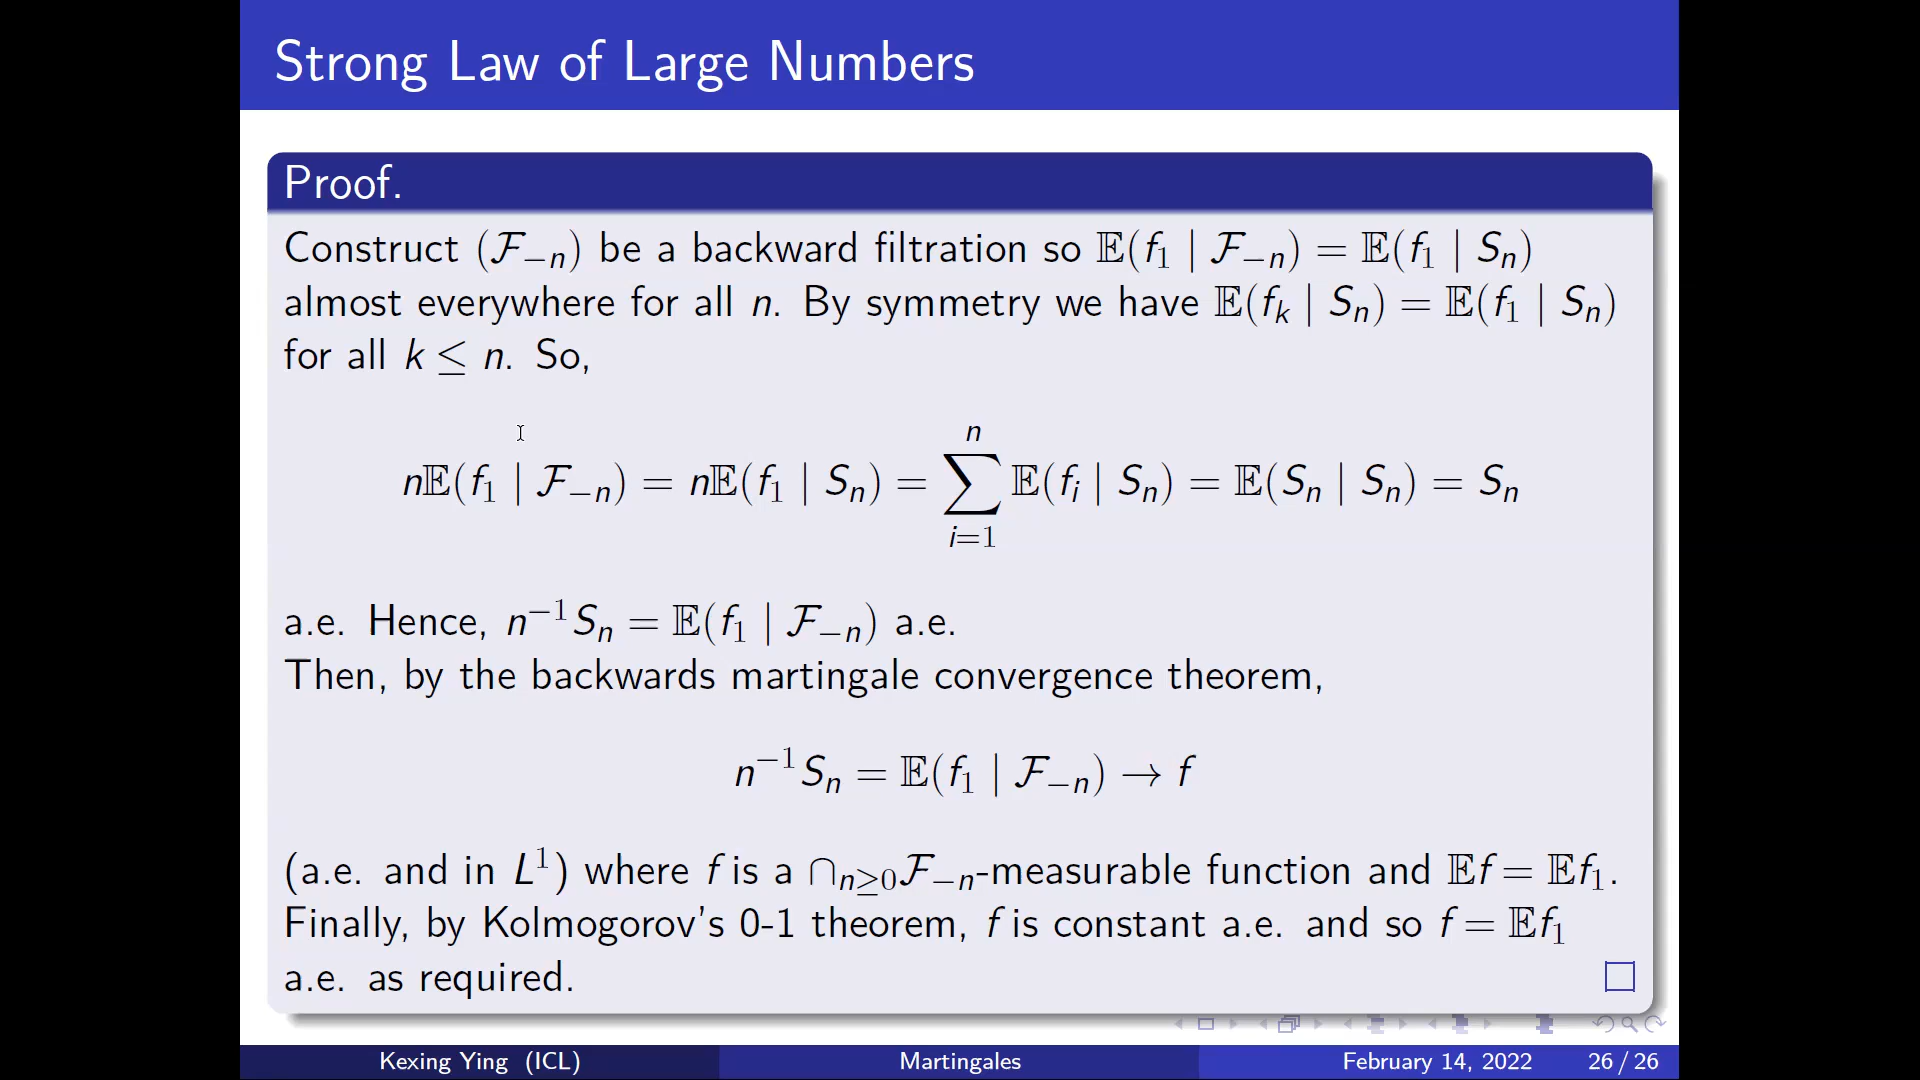 Strong Law of Large Numbers
Proof.
Construct (ℱ₋ₙ) be a backward filtration so 𝔼(f₁ | ℱ₋ₙ) = 𝔼(f₁ | Sₙ)
almost everywhere for all n. By symmetry we have 𝔼(fₖ | Sₙ) = 𝔼(f₁ | Sₙ)
for all k ≤ n. So,
n𝔼(f₁ | ℱ₋ₙ) = n𝔼(f₁ | Sₙ) = ∑ᵢ₌₁ⁿ 𝔼(fᵢ | Sₙ) = 𝔼(Sₙ | Sₙ) = Sₙ
a.e. Hence, n⁻¹Sₙ = 𝔼(f₁ | ℱ₋ₙ) a.e.
Then, by the backwards martingale convergence theorem,
n⁻¹Sₙ = 𝔼(f₁ | ℱ₋ₙ) → f
(a.e. and in L¹) where f is a ∩ₙ≥₀ℱ₋ₙ-measurable function and 𝔼f = 𝔼f₁.
Finally, by Kolmogorov's 0-1 theorem, f is constant a.e. and so f = 𝔼f₁
a.e. as required.
Kexing Ying (ICL) Martingales February 14, 2022 26 / 26